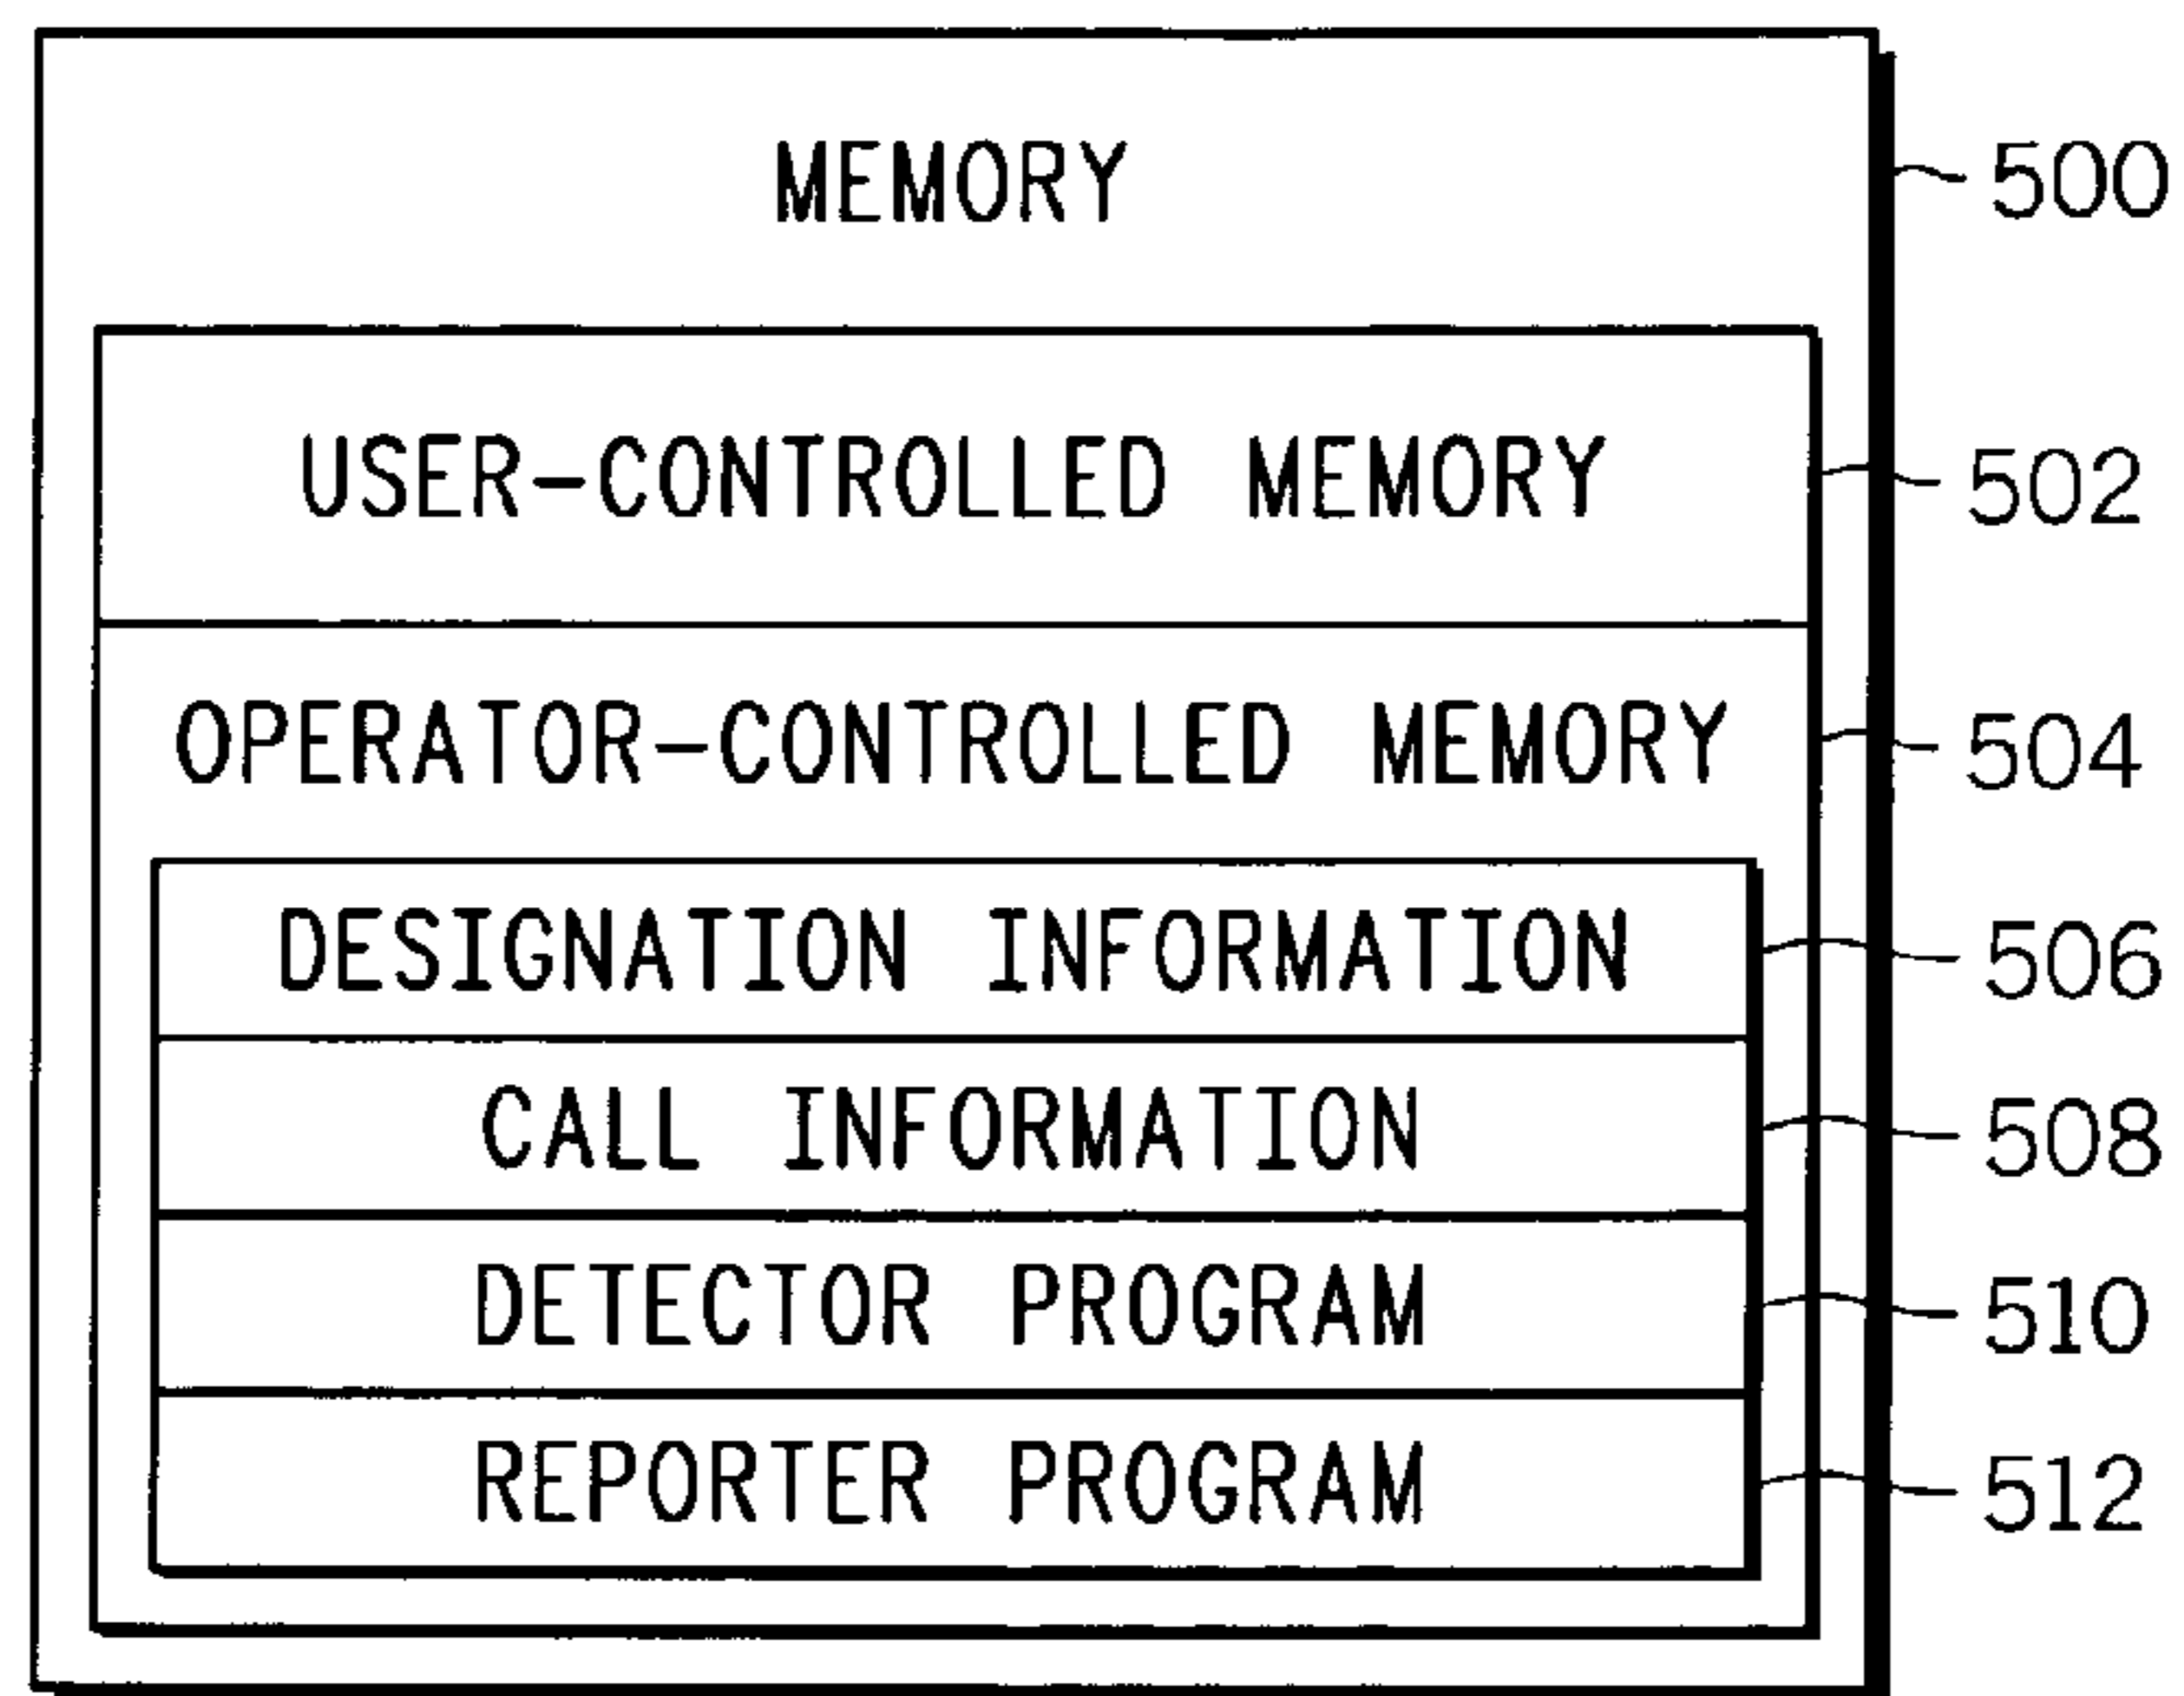 MEMORY 500
USER-CONTROLLED MEMORY 502
OPERATOR-CONTROLLED MEMORY 504
DESIGNATION INFORMATION 506
CALL INFORMATION 508
DETECTOR PROGRAM 510
REPORTER PROGRAM 512